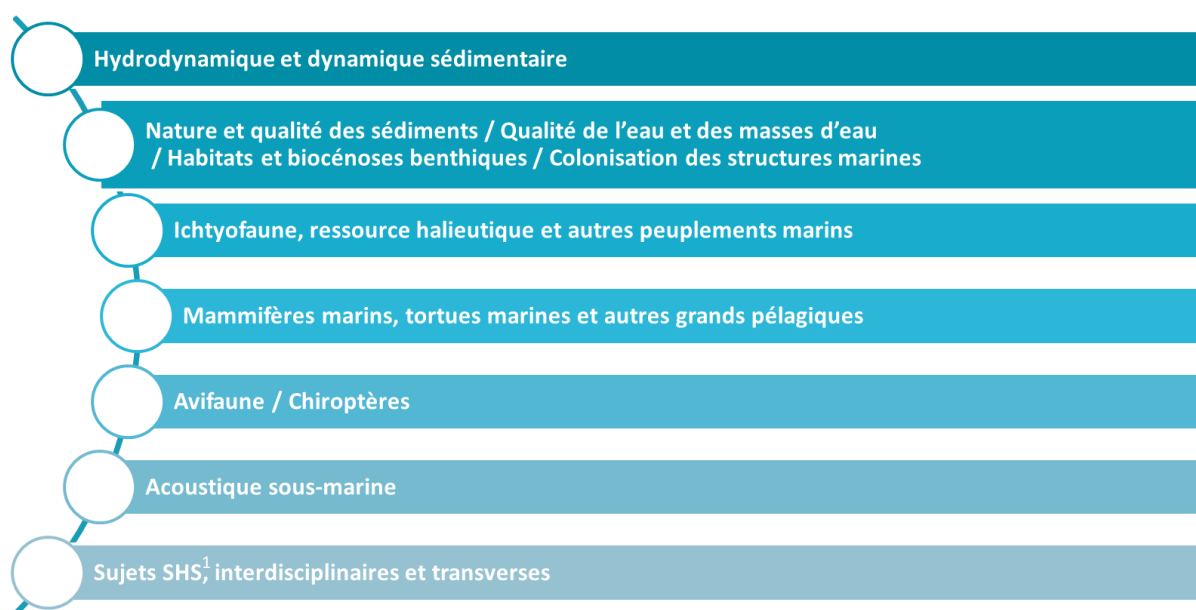 Hydrodynamique et dynamique sédimentaire
Nature et qualité des sédiments / Qualité de l’eau et des masses d’eau
/ Habitats et biocénoses benthiques / Colonisation des structures marines
Ichtyofaune, ressource halieutique et autres peuplements marins
Mammifères marins, tortues marines et autres grands pélagiques
Avifaune / Chiroptères
Acoustique sous-marine
Sujets SHS¹, interdisciplinaires et transverses